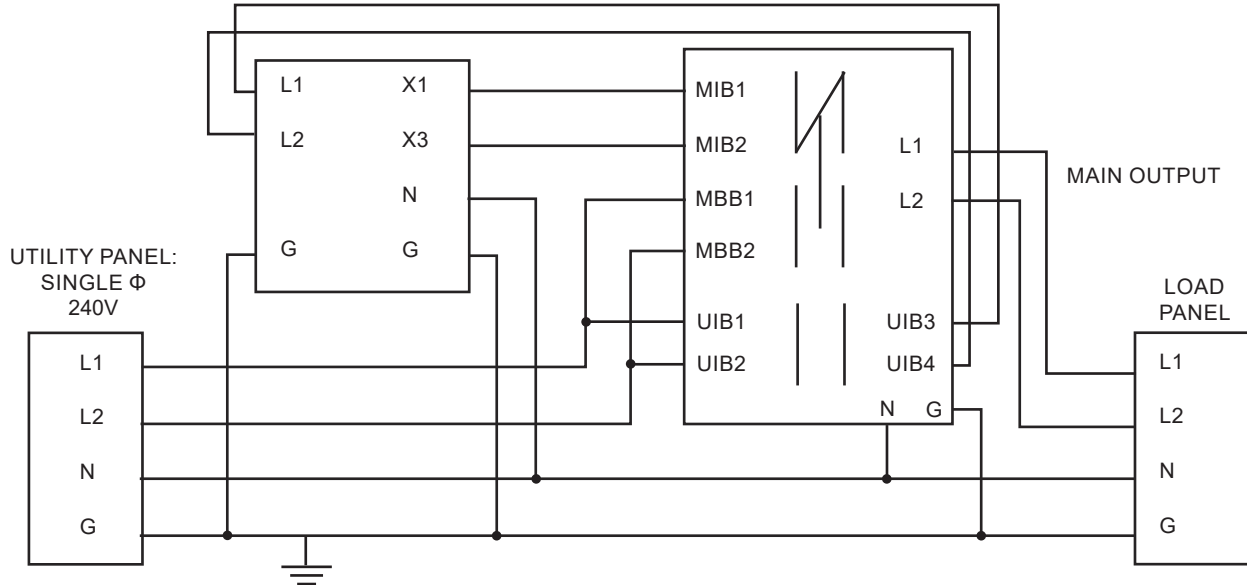 L1
X1
L2
X3
N
G
G
MIB1
MIB2
MBB1
MBB2
UIB1
UIB2
L1
L2
UIB3
UIB4
N
G
MAIN OUTPUT
UTILITY PANEL:
SINGLE Φ
240V
L1
L2
N
G
LOAD
PANEL
L1
L2
N
G